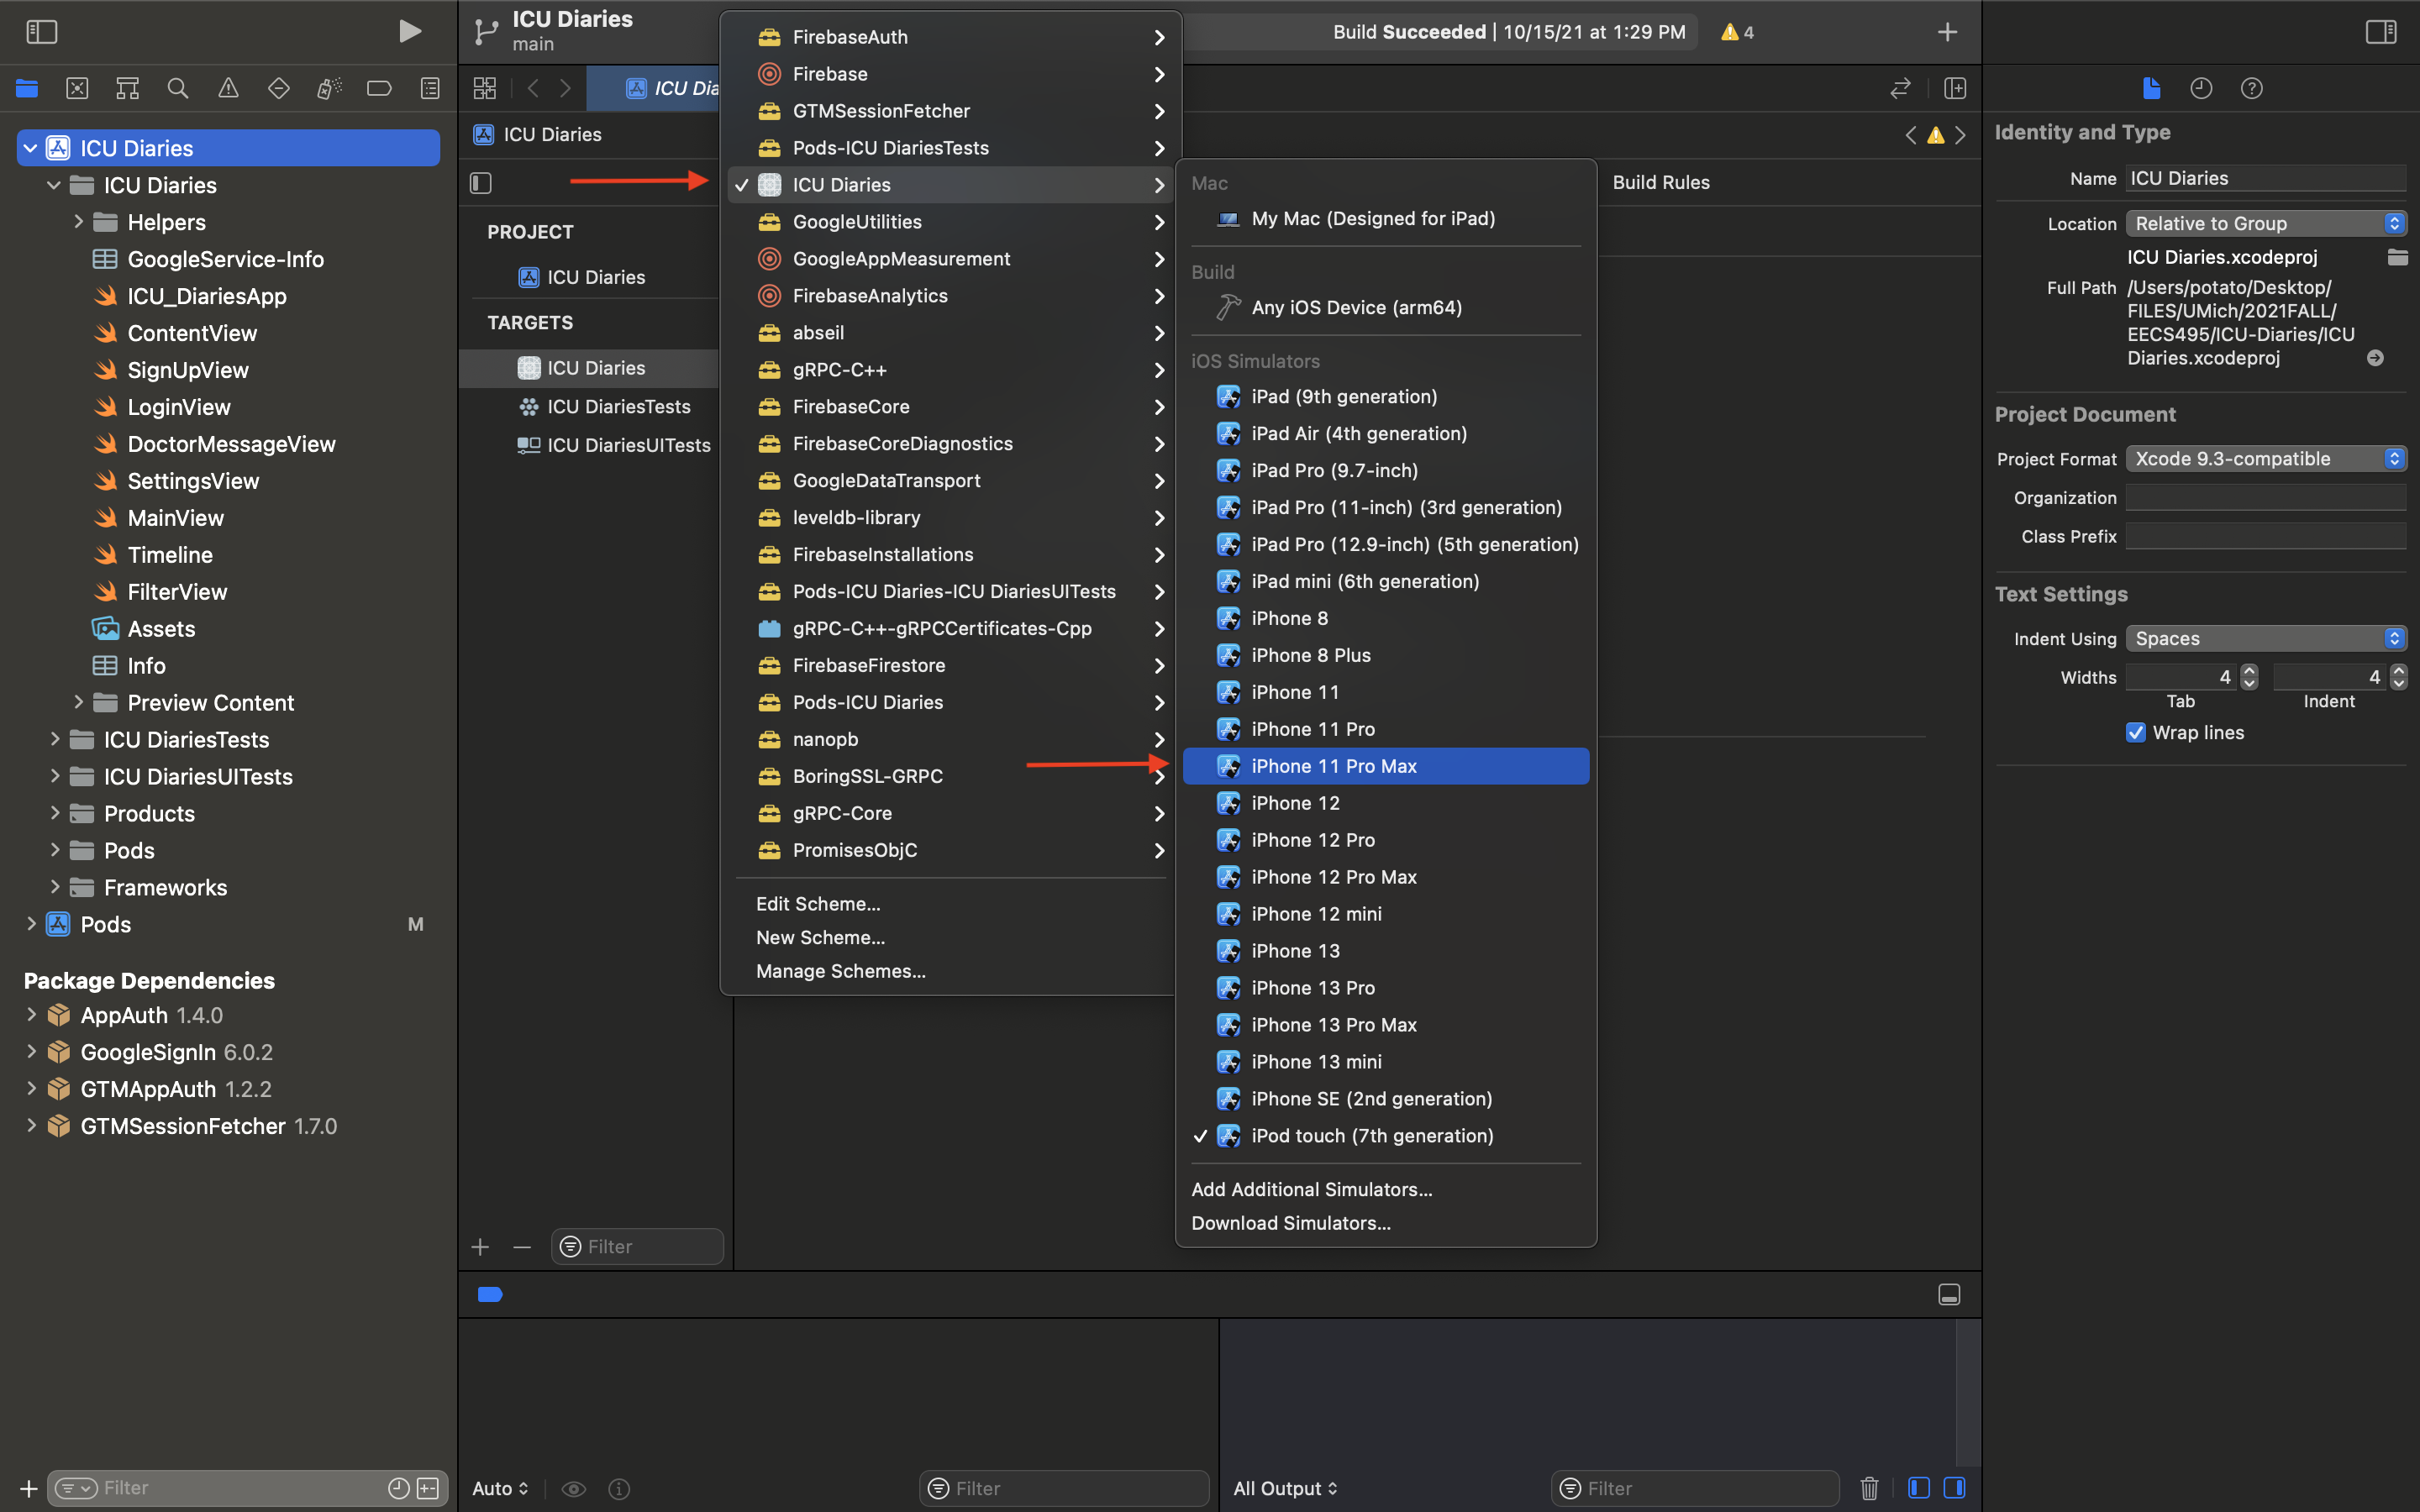 ICU Diaries
main
Build Succeeded | 10/15/21 at 1:29 PM
4
ICU Diaries
ICU Diaries
Helpers
GoogleService-Info
ICU_DiariesApp
ContentView
SignUpView
LoginView
DoctorMessageView
SettingsView
MainView
Timeline
FilterView
Assets
Info
Preview Content
ICU DiariesTests
ICU DiariesUITests
Products
Pods
Frameworks
Pods
M
Package Dependencies
AppAuth 1.4.0
GoogleSignIn 6.0.2
GTMAppAuth 1.2.2
GTMSessionFetcher 1.7.0
Filter
ICU Dia
ICU Diaries
PROJECT
ICU Diaries
TARGETS
ICU Diaries
ICU DiariesTests
ICU DiariesUITests
Filter
FirebaseAuth
Firebase
GTMSessionFetcher
Pods-ICU DiariesTests
ICU Diaries
GoogleUtilities
GoogleAppMeasurement
FirebaseAnalytics
abseil
gRPC-C++
FirebaseCore
FirebaseCoreDiagnostics
GoogleDataTransport
leveldb-library
FirebaseInstallations
Pods-ICU Diaries-ICU DiariesUITests
gRPC-C++-gRPCCertificates-Cpp
FirebaseFirestore
Pods-ICU Diaries
nanopb
BoringSSL-GRPC
gRPC-Core
PromisesObjC
Edit Scheme...
New Scheme...
Manage Schemes...
Mac
My Mac (Designed for iPad)
Build
Any iOS Device (arm64)
iOS Simulators
iPad (9th generation)
iPad Air (4th generation)
iPad Pro (9.7-inch)
iPad Pro (11-inch) (3rd generation)
iPad Pro (12.9-inch) (5th generation)
iPad mini (6th generation)
iPhone 8
iPhone 8 Plus
iPhone 11
iPhone 11 Pro
iPhone 11 Pro Max
iPhone 12
iPhone 12 Pro
iPhone 12 Pro Max
iPhone 12 mini
iPhone 13
iPhone 13 Pro
iPhone 13 Pro Max
iPhone 13 mini
iPhone SE (2nd generation)
iPod touch (7th generation)
Add Additional Simulators...
Download Simulators...
Build Rules
Auto
Filter
All Output
Filter
Identity and Type
Name ICU Diaries
Location Relative to Group
ICU Diaries.xcodeproj
Full Path /Users/potato/Desktop/
FILES/UMich/2021FALL/
EECS495/ICU-Diaries/ICU
Diaries.xcodeproj
Project Document
Project Format Xcode 9.3-compatible
Organization
Class Prefix
Text Settings
Indent Using Spaces
Widths 4 4
Tab Indent
Wrap lines